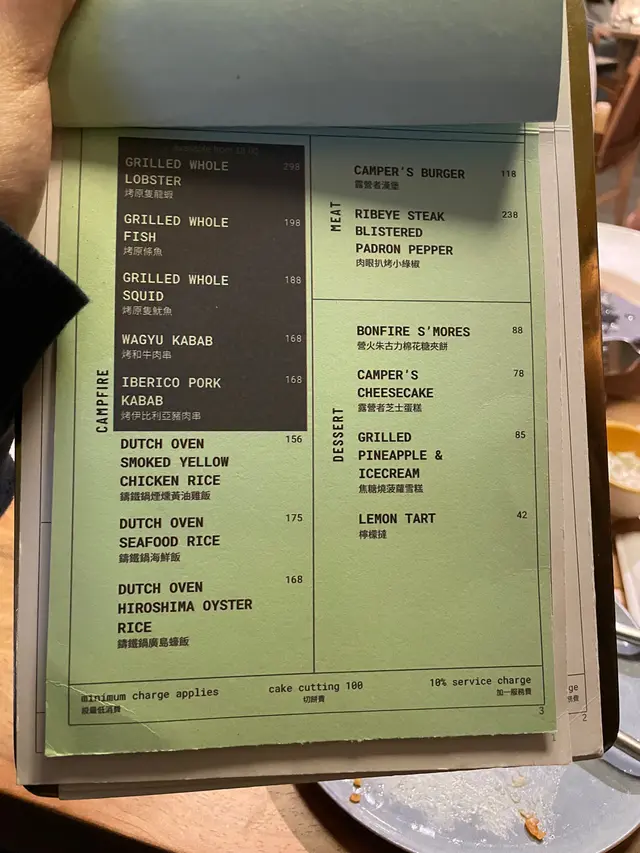 GRILLED WHOLE 298
LOBSTER
烤原隻龍蝦
GRILLED WHOLE 198
FISH
烤原條魚
GRILLED WHOLE 188
SQUID
烤原隻魷魚
WAGYU KABAB 168
烤和牛肉串
IBERICO PORK 168
KABAB
烤伊比利亞豬肉串
CAMPFIRE
DUTCH OVEN 156
SMOKED YELLOW
CHICKEN RICE
鑄鐵鍋煙燻黃油雞飯
DUTCH OVEN 175
SEAFOOD RICE
鑄鐵鍋海鮮飯
DUTCH OVEN 168
HIROSHIMA OYSTER
RICE
鑄鐵鍋廣島蠔飯
MEAT
CAMPER'S BURGER 118
露營者漢堡
RIBEYE STEAK 238
BLISTERED
PADRON PEPPER
肉眼扒烤小綠椒
DESSERT
BONFIRE S'MORES 88
營火朱古力棉花糖夾餅
CAMPER'S 78
CHEESECAKE
露營者芝士蛋糕
GRILLED 85
PINEAPPLE &
ICECREAM
焦糖燒菠蘿雪糕
LEMON TART 42
檸檬撻
minimum charge applies
設最低消費
cake cutting 100
切餅費
10% service charge
加一服務費
3
2